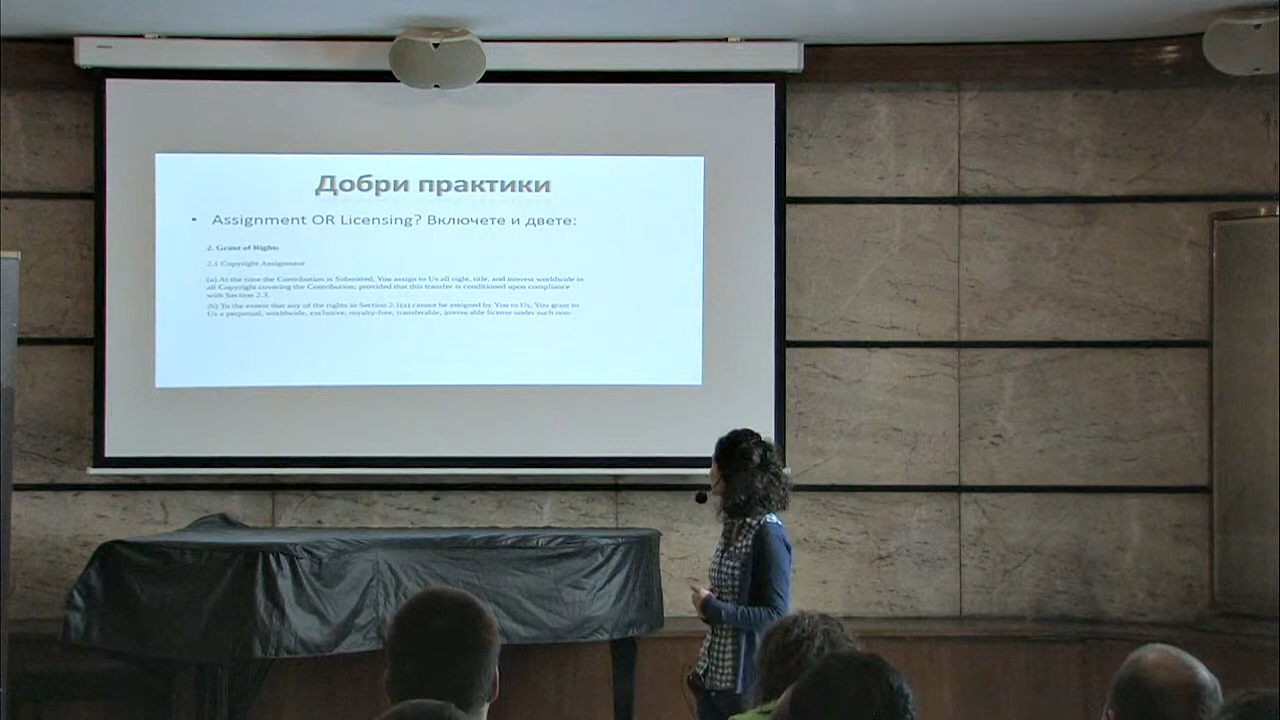 Добри практики
• Assignment OR Licensing? Включете и двете:
2. Grant of Rights
2.1 Copyright Assignment
(a) At the time the Contribution is Submitted, You assign to Us all right, title, and interest worldwide in
all Copyright covering the Contribution; provided that this transfer is conditioned upon compliance
with Section 2.3.
(b) To the extent that any of the rights in Section 2.1(a) cannot be assigned by You to Us, You grant to
Us a perpetual, worldwide, exclusive, royalty-free, transferable, irrevocable license under such non-